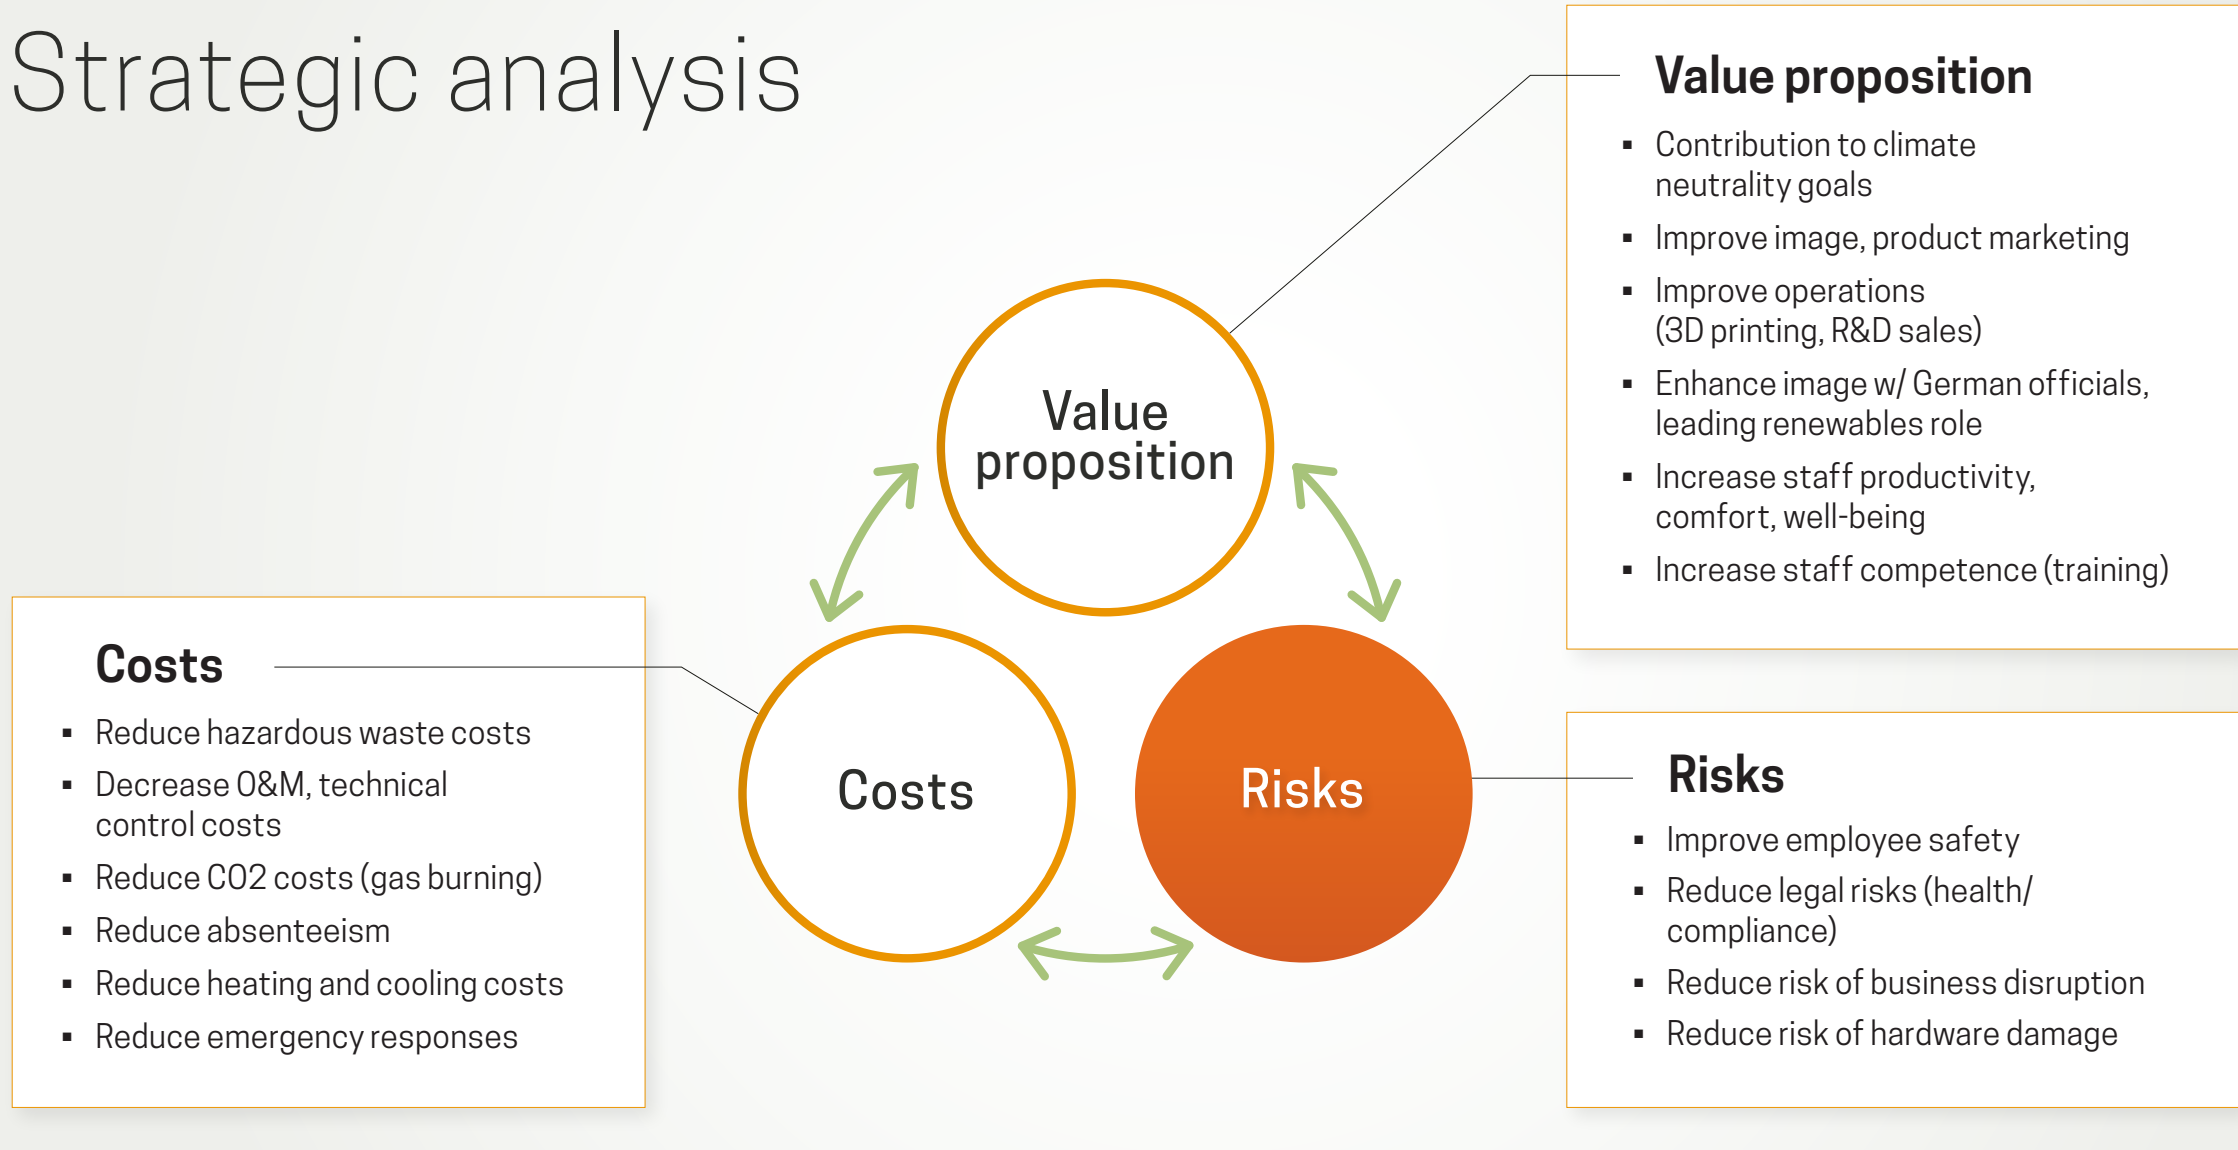 Strategic analysis
Value proposition
▪ Contribution to climate
neutrality goals
▪ Improve image, product marketing
▪ Improve operations
(3D printing, R&D sales)
▪ Enhance image w/ German officials,
leading renewables role
▪ Increase staff productivity,
comfort, well-being
▪ Increase staff competence (training)
Value
proposition
Costs
▪ Reduce hazardous waste costs
▪ Decrease O&M, technical
control costs
▪ Reduce CO2 costs (gas burning)
▪ Reduce absenteeism
▪ Reduce heating and cooling costs
▪ Reduce emergency responses
Costs
Risks
Risks
▪ Improve employee safety
▪ Reduce legal risks (health/
compliance)
▪ Reduce risk of business disruption
▪ Reduce risk of hardware damage